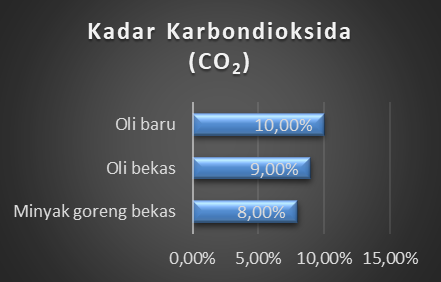 Kadar Karbondioksida
(CO₂)
Oli baru 10,00%
Oli bekas 9,00%
Minyak goreng bekas 8,00%
0,00% 5,00% 10,00% 15,00%